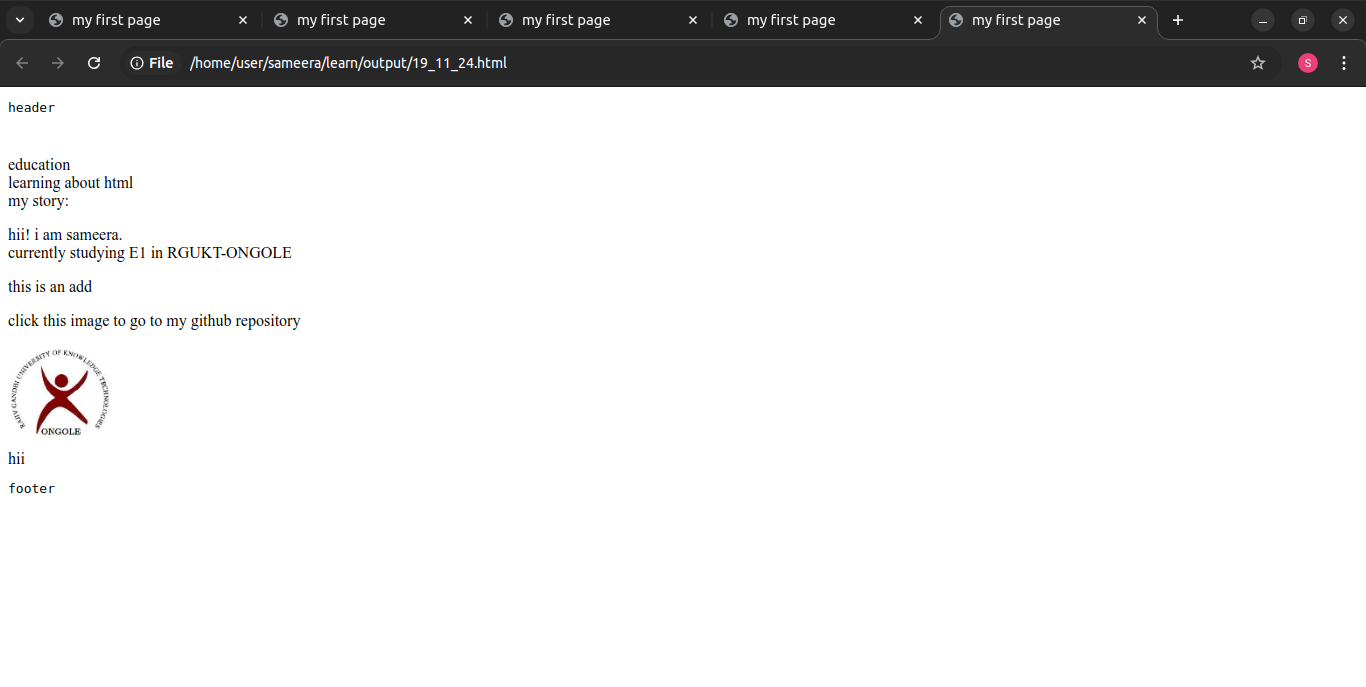 my first page
my first page
my first page
my first page
my first page
File /home/user/sameera/learn/output/19_11_24.html
S
header
education
learning about html
my story:
hii! i am sameera.
currently studying E1 in RGUKT-ONGOLE
this is an add
click this image to go to my github repository
RAJIV GANDHI UNIVERSITY OF KNOWLEDGE TECHNOLOGIES
ONGOLE
hii
footer